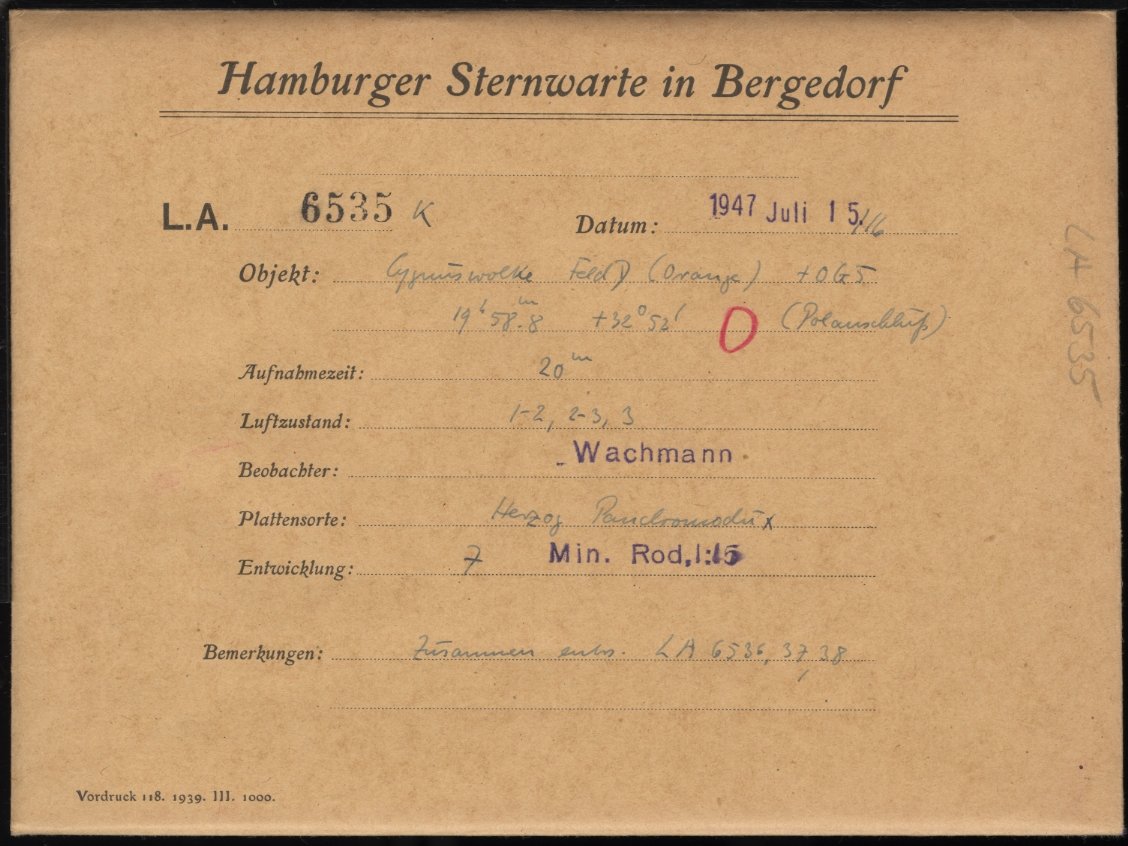 Hamburger Sternwarte in Bergedorf
L.A. 6535 K Datum: 1947 Juli 15./16
Objekt: Cygnuswolke Feld D (Orange) + OG5
19h 58m.8 +32° 52' O (Polanschluß)
Aufnahmezeit: 20m
Luftzustand: 1-2, 2-3, 3
Beobachter: Wachmann
Plattensorte: Herzog Panchromodux
Entwicklung: 7 Min. Rod, 1:15
Bemerkungen: Zusammen entw. LA 6536, 37, 38
Vordruck 118. 1939. III. 1000.
LA 6535